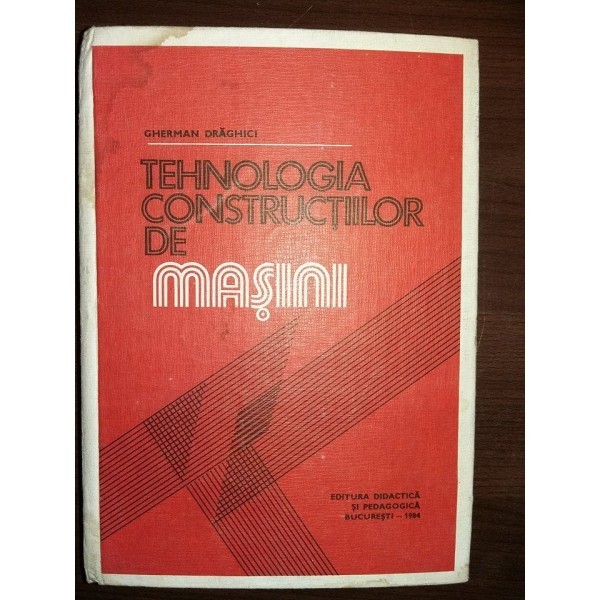 GHERMAN DRĂGHICI
TEHNOLOGIA
CONSTRUCȚIILOR
DE
MAȘINI
EDITURA DIDACTICĂ
ȘI PEDAGOGICĂ
BUCUREȘTI – 1984